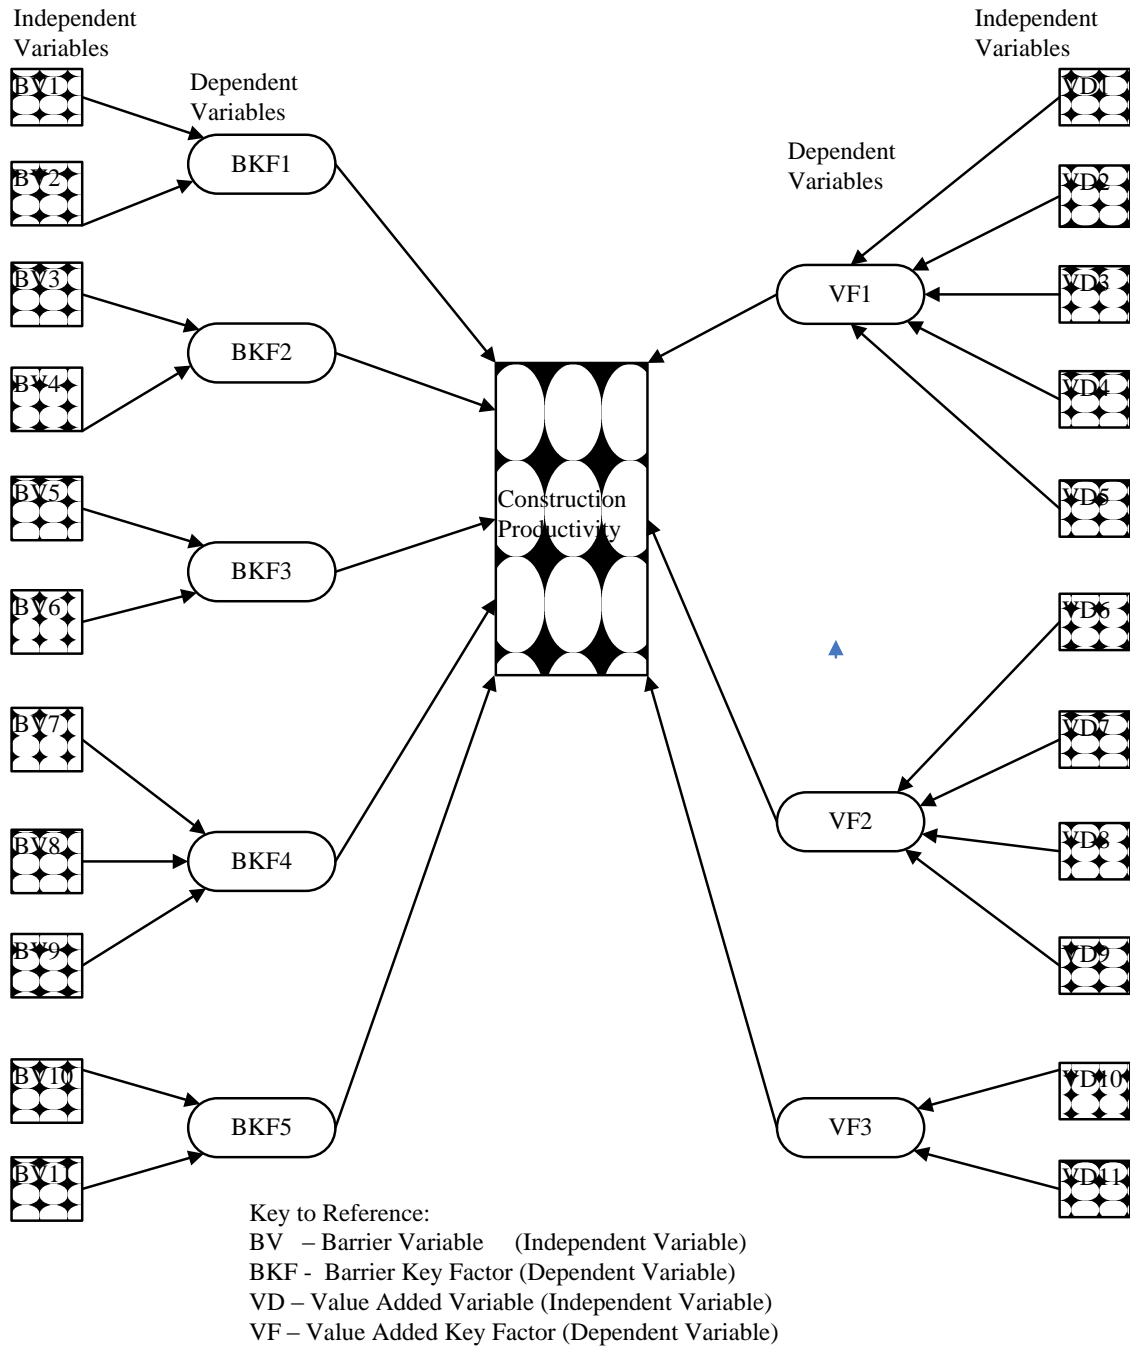 Independent
Variables
BV1
BV2
BV3
BV4
BV5
BV6
BV7
BV8
BV9
BV10
BV11
Dependent
Variables
BKF1
BKF2
BKF3
BKF4
BKF5
Construction
Productivity
Dependent
Variables
VF1
VF2
VF3
Independent
Variables
VD1
VD2
VD3
VD4
VD5
VD6
VD7
VD8
VD9
VD10
VD11
Key to Reference:
BV – Barrier Variable (Independent Variable)
BKF - Barrier Key Factor (Dependent Variable)
VD – Value Added Variable (Independent Variable)
VF – Value Added Key Factor (Dependent Variable)